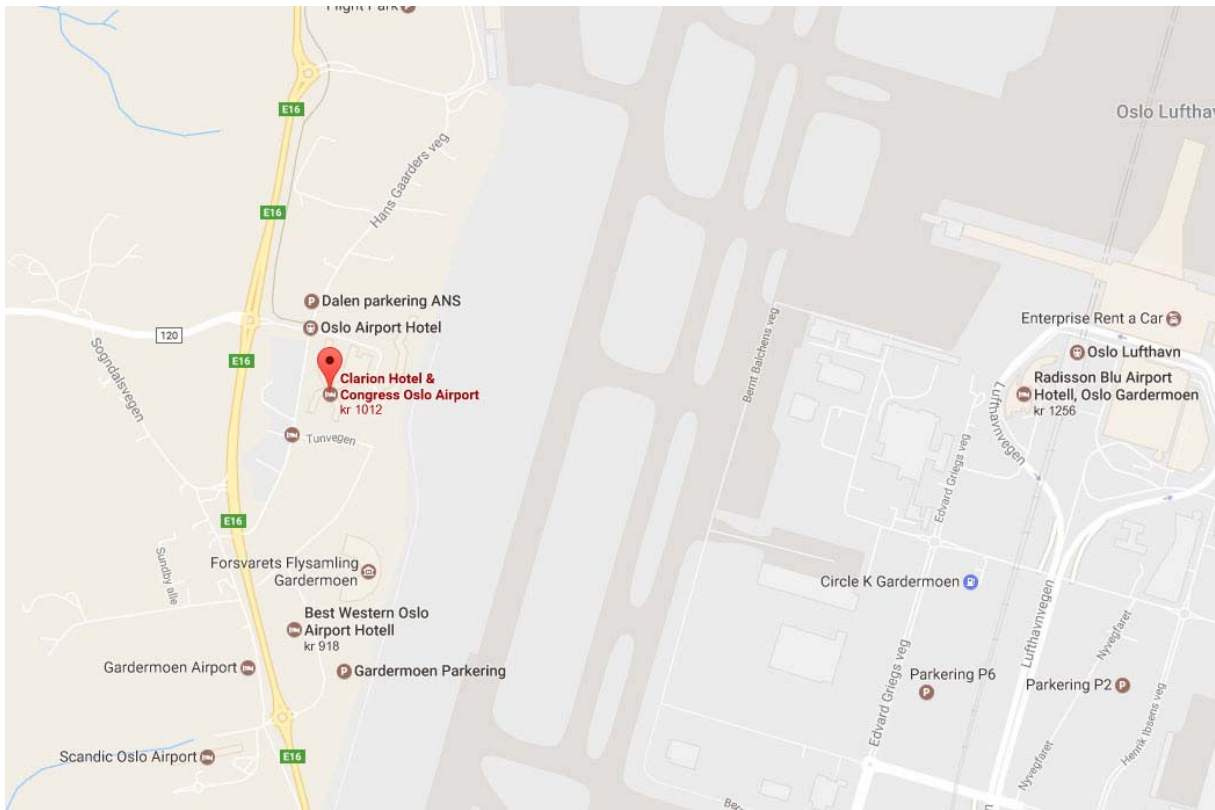 Flight Park
E16
Oslo Lufthav
Hans Gaarders veg
E16
Dalen parkering ANS
Oslo Airport Hotel
120
E16
Sogndalsvegen
Clarion Hotel &
Congress Oslo Airport
kr 1012
Tunvegen
Bernt Balchens veg
Enterprise Rent a Car
Oslo Lufthavn
Radisson Blu Airport
Hotell, Oslo Gardermoen
kr 1256
Lufthavnvegen
Edvard Griegs veg
E16
Sundby alle
Forsvarets Flysamling
Gardermoen
Circle K Gardermoen
Best Western Oslo
Airport Hotell
kr 918
Gardermoen Airport
P Gardermoen Parkering
Lufthavnvegen
Nyvegfaret
Parkering P6
P
Parkering P2 P
Edvard Griegs veg
Henrik Ibsens veg
Scandic Oslo Airport
Nyvegfaret